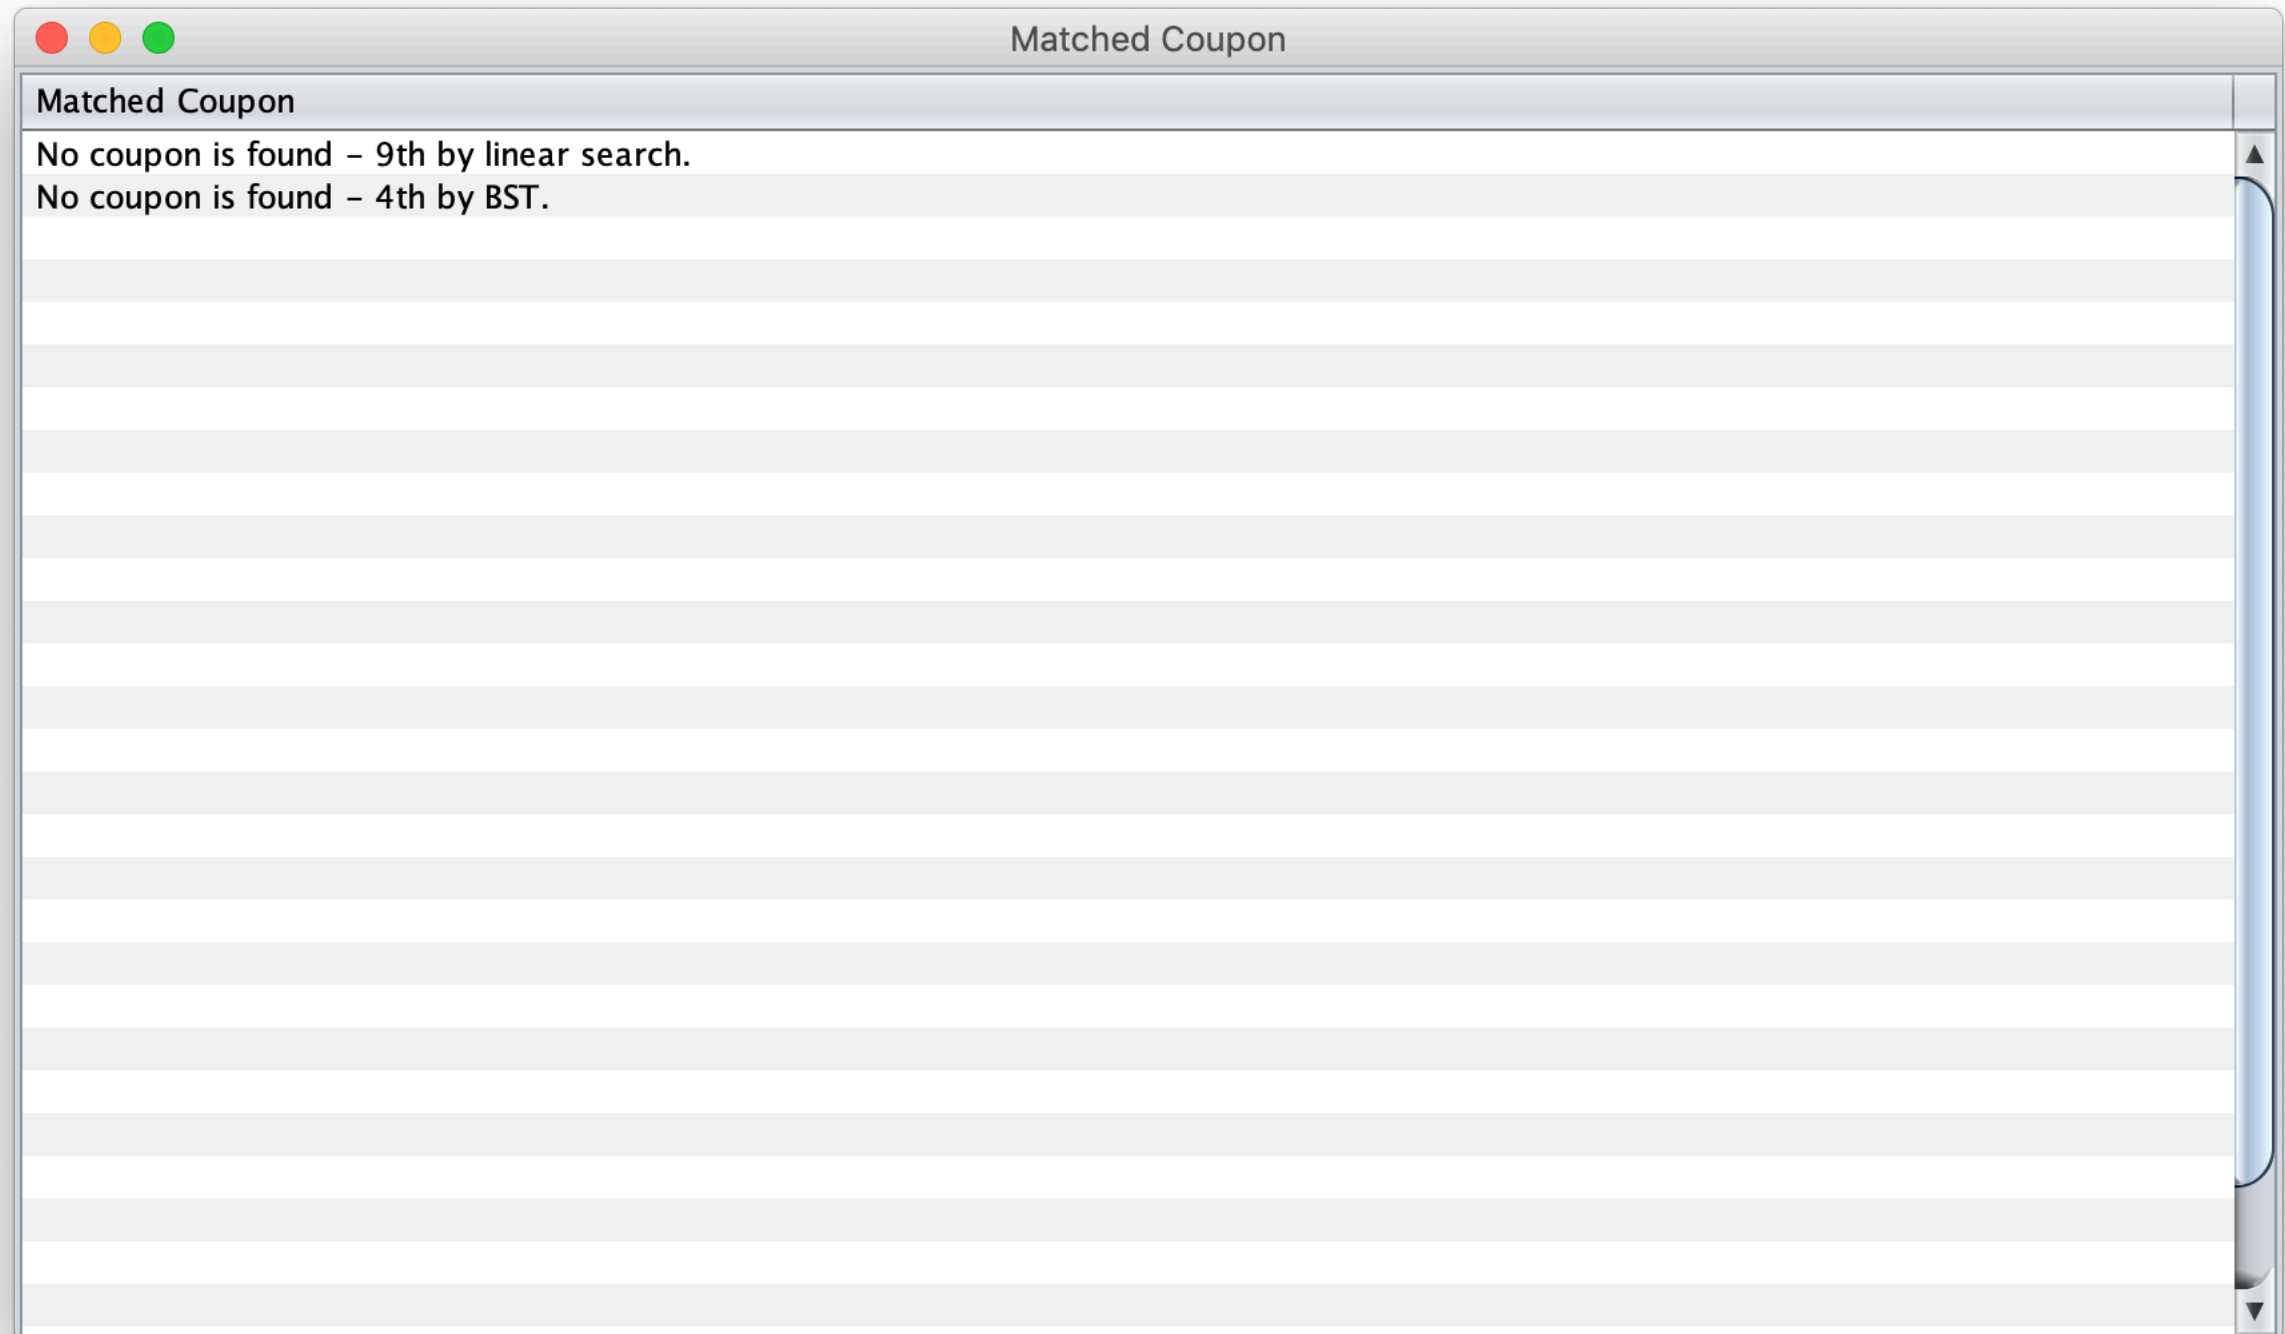 Matched Coupon
Matched Coupon
No coupon is found – 9th by linear search.
No coupon is found – 4th by BST.